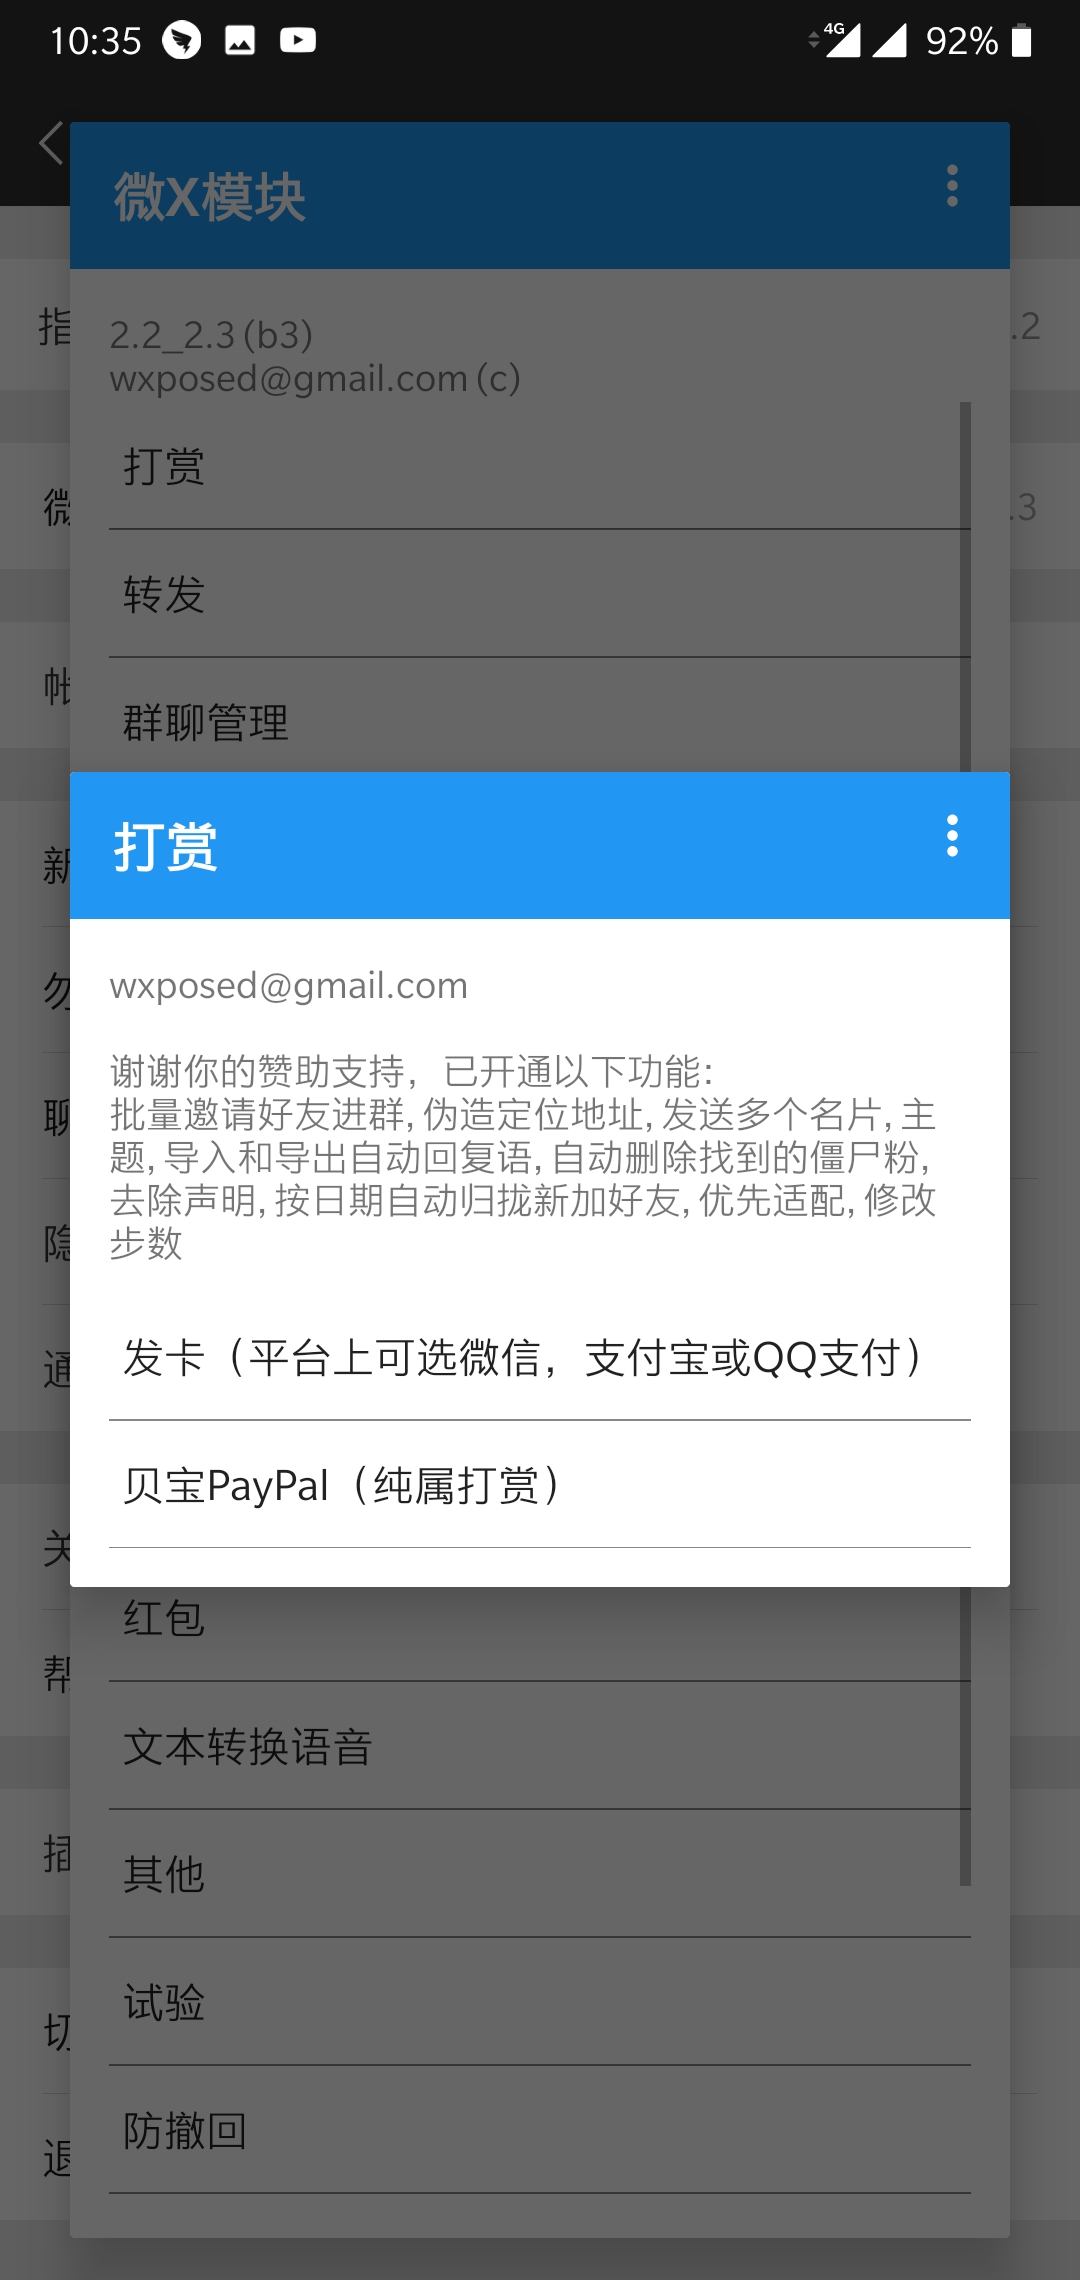 10:35
4G
92%
微X模块
2.2_2.3 (b3)
wxposed@gmail.com (c)
指
.2
打赏
微
.3
转发
帐
群聊管理
打赏
新
wxposed@gmail.com
勿
谢谢你的赞助支持，已开通以下功能:
批量邀请好友进群, 伪造定位地址, 发送多个名片, 主
聊
题, 导入和导出自动回复语, 自动删除找到的僵尸粉,
去除声明, 按日期自动归拢新加好友, 优先适配, 修改
步数
隐
发卡（平台上可选微信，支付宝或QQ支付）
通
贝宝PayPal（纯属打赏）
关
红包
帮
文本转换语音
插
其他
试验
切
防撤回
退